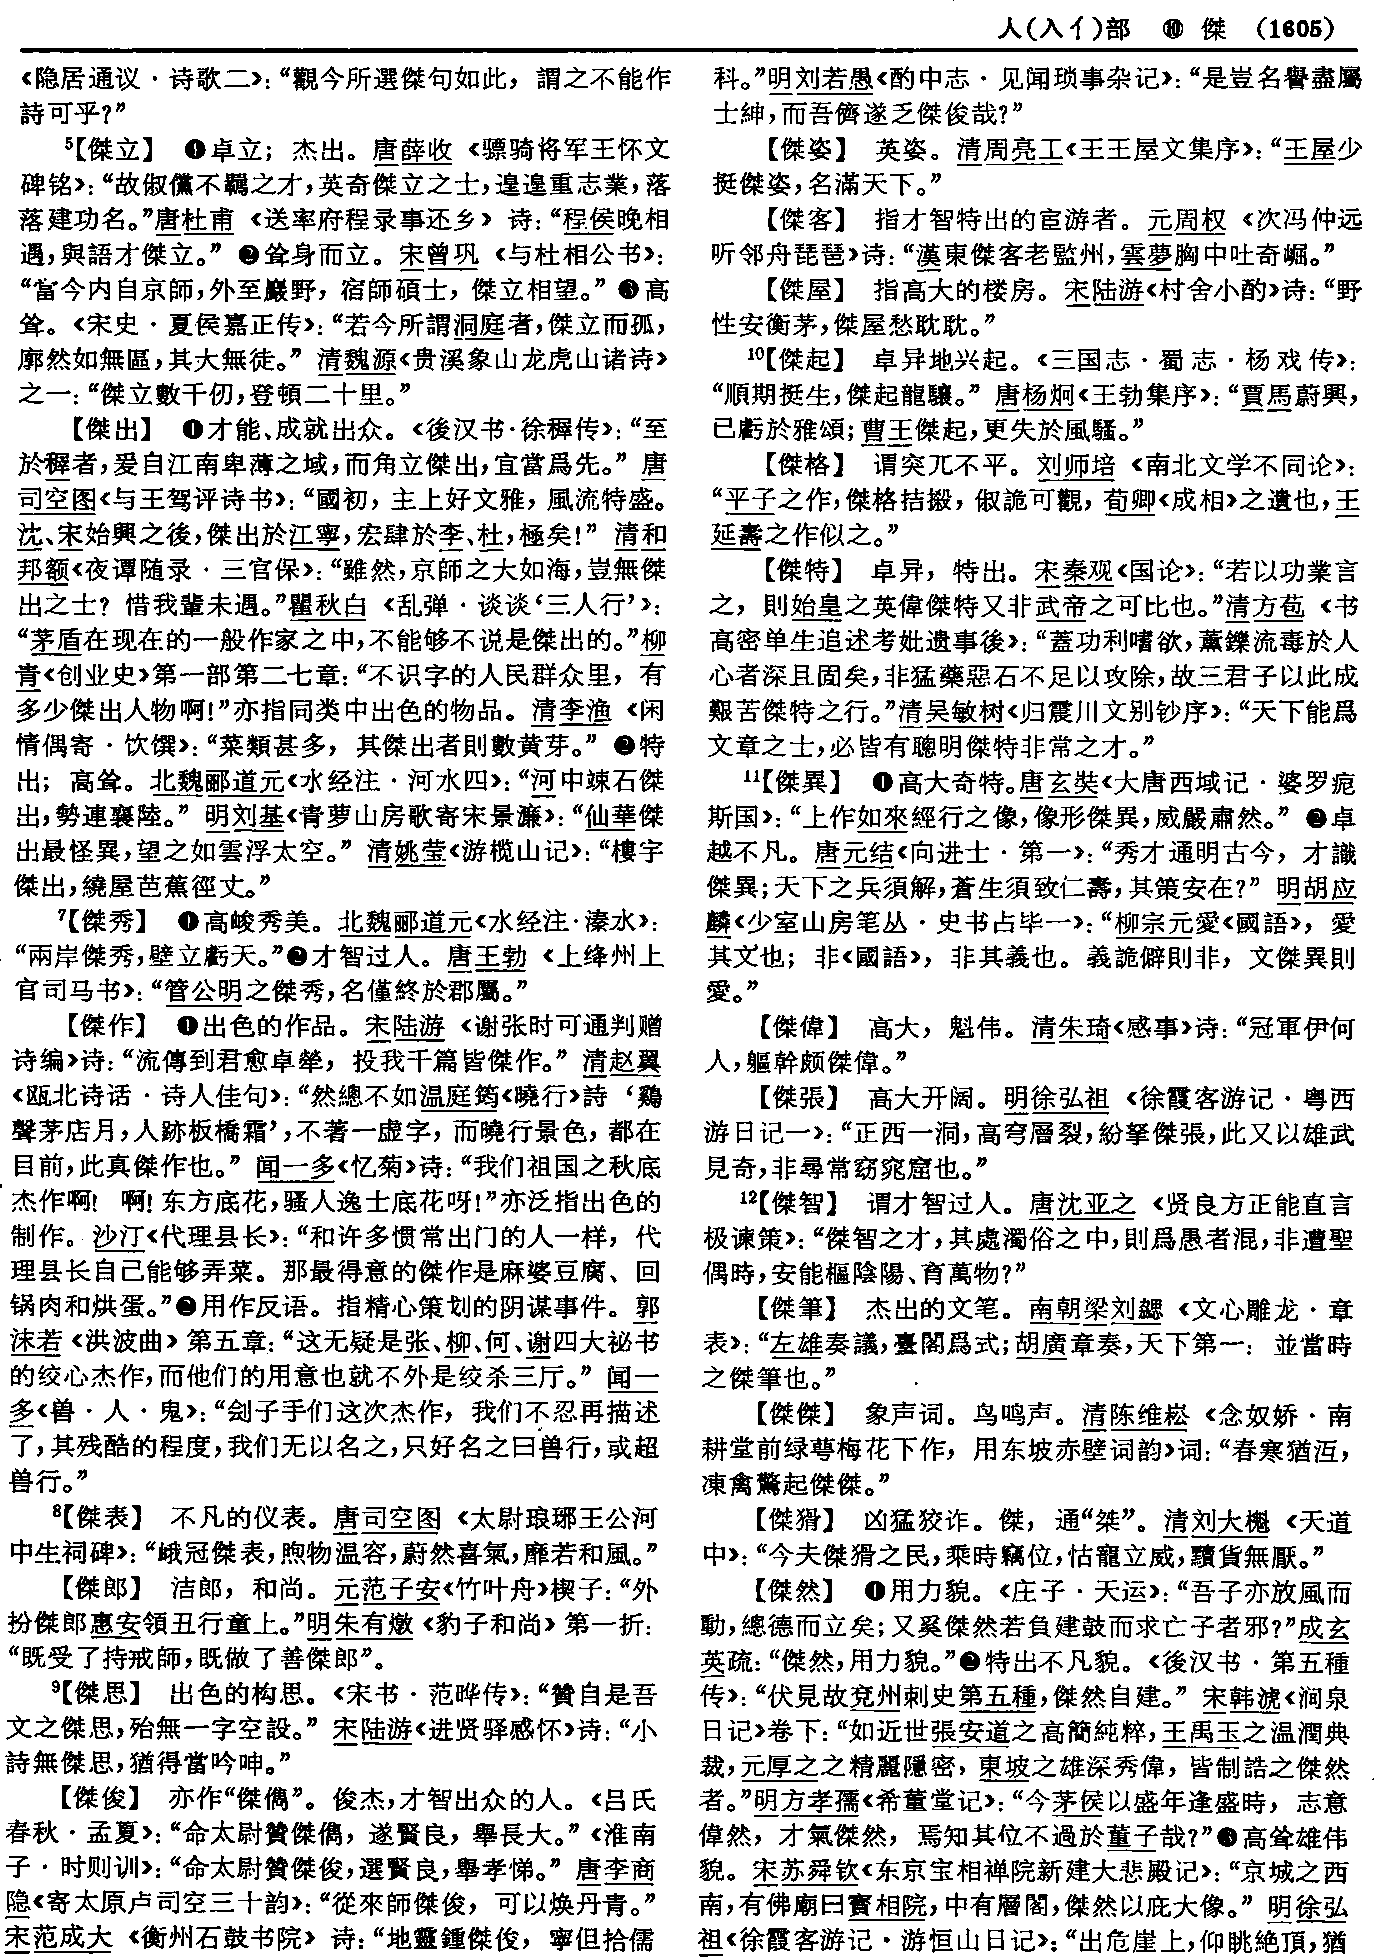 人(入亻)部 ⑩ 傑 (1605)
《隐居通议·诗歌二》：“觀今所選傑句如此，謂之不能作
詩可乎？”
⁵【傑立】 ❶卓立；杰出。唐薛收《骠骑将军王怀文
碑铭》：“故俶儻不羈之才，英奇傑立之士，遑遑重志業，落
落建功名。”唐杜甫《送率府程录事还乡》诗：“程侯晚相
遇，與語才傑立。” ❷耸身而立。宋曾巩《与杜相公书》：
“當今内自京師，外至巖野，宿師碩士，傑立相望。” ❸高
耸。《宋史·夏侯嘉正传》：“若今所謂洞庭者，傑立而孤，
廓然如無區，其大無徒。” 清魏源《贵溪象山龙虎山诸诗》
之一：“傑立數千仞，登頓二十里。”
【傑出】 ❶才能、成就出众。《後汉书·徐穉传》：“至
於穉者，爰自江南卑薄之域，而角立傑出，宜當爲先。” 唐
司空图《与王驾评诗书》：“國初，主上好文雅，風流特盛。
沈、宋始興之後，傑出於江寧，宏肆於李、杜，極矣！” 清和
邦额《夜谭随录·三官保》：“雖然，京師之大如海，豈無傑
出之士？惜我輩未遇。”瞿秋白《乱弹·谈谈‘三人行’》：
“茅盾在现在的一般作家之中，不能够不说是傑出的。”柳
青《创业史》第一部第二七章：“不识字的人民群众里，有
多少傑出人物啊！”亦指同类中出色的物品。清李渔《闲
情偶寄·饮馔》：“菜類甚多，其傑出者則數黄芽。” ❷特
出；高耸。北魏郦道元《水经注·河水四》：“河中竦石傑
出，勢連襄陸。” 明刘基《青萝山房歌寄宋景濂》：“仙華傑
出最怪異，望之如雲浮太空。” 清姚莹《游榄山记》：“樓宇
傑出，繞屋芭蕉徑丈。”
⁷【傑秀】 ❶高峻秀美。北魏郦道元《水经注·溱水》：
“兩岸傑秀，壁立虧天。”❷才智过人。唐王勃《上绛州上
官司马书》：“管公明之傑秀，名僅終於郡屬。”
【傑作】 ❶出色的作品。宋陆游《谢张时可通判赠
诗编》诗：“流傳到君愈卓犖，投我千篇皆傑作。” 清赵翼
《瓯北诗话·诗人佳句》：“然總不如温庭筠《曉行》詩‘鷄
聲茅店月，人跡板橋霜’，不著一虚字，而曉行景色，都在
目前，此真傑作也。” 闻一多《忆菊》诗：“我们祖国之秋底
杰作啊！啊！东方底花，骚人逸士底花呀！”亦泛指出色的
制作。沙汀《代理县长》：“和许多惯常出门的人一样，代
理县长自己能够弄菜。那最得意的傑作是麻婆豆腐、回
锅肉和烘蛋。”❷用作反语。指精心策划的阴谋事件。郭
沫若《洪波曲》第五章：“这无疑是张、柳、何、谢四大祕书
的绞心杰作，而他们的用意也就不外是绞杀三厅。” 闻一
多《兽·人·鬼》：“刽子手们这次杰作，我们不忍再描述
了，其残酷的程度，我们无以名之，只好名之曰兽行，或超
兽行。”
⁸【傑表】 不凡的仪表。唐司空图《太尉琅琊王公河
中生祠碑》：“峨冠傑表，煦物温容，蔚然喜氣，靡若和風。”
【傑郎】 洁郎，和尚。元范子安《竹叶舟》楔子：“外
扮傑郎惠安領丑行童上。”明朱有燉《豹子和尚》第一折：
“既受了持戒師，既做了善傑郎”。
⁹【傑思】 出色的构思。《宋书·范晔传》：“贊自是吾
文之傑思，殆無一字空設。” 宋陆游《进贤驿感怀》诗：“小
詩無傑思，猶得當吟呻。”
【傑俊】 亦作“傑儁”。俊杰，才智出众的人。《吕氏
春秋·孟夏》：“命太尉贊傑儁，遂賢良，舉長大。”《淮南
子·时则训》：“命太尉贊傑俊，選賢良，舉孝悌。” 唐李商
隐《寄太原卢司空三十韵》：“從來師傑俊，可以焕丹青。”
宋范成大《衡州石鼓书院》诗：“地靈鍾傑俊，寧但拾儒
科。”明刘若愚《酌中志·见闻琐事杂记》：“是豈名譽盡屬
士紳，而吾儕遂乏傑俊哉？”
【傑姿】 英姿。清周亮工《王王屋文集序》：“王屋少
挺傑姿，名滿天下。”
【傑客】 指才智特出的宦游者。元周权《次冯仲远
听邻舟琵琶》诗：“漢東傑客老監州，雲夢胸中吐奇崛。”
【傑屋】 指高大的楼房。宋陆游《村舍小酌》诗：“野
性安衡茅，傑屋愁耽耽。”
¹⁰【傑起】 卓异地兴起。《三国志·蜀志·杨戏传》：
“順期挺生，傑起龍驤。” 唐杨炯《王勃集序》：“賈馬蔚興，
已虧於雅頌；曹王傑起，更失於風騷。”
【傑格】 谓突兀不平。刘师培《南北文学不同论》：
“平子之作，傑格拮搬，俶詭可觀，荀卿《成相》之遺也，王
延壽之作似之。”
【傑特】 卓异，特出。宋秦观《国论》：“若以功業言
之，則始皇之英偉傑特又非武帝之可比也。”清方苞《书
高密单生追述考妣遗事後》：“蓋功利嗜欲，薰鑠流毒於人
心者深且固矣，非猛藥惡石不足以攻除，故三君子以此成
艱苦傑特之行。”清吴敏树《归震川文别钞序》：“天下能爲
文章之士，必皆有聰明傑特非常之才。”
¹¹【傑異】 ❶高大奇特。唐玄奘《大唐西域记·婆罗痆
斯国》：“上作如來經行之像，像形傑異，威嚴肅然。” ❷卓
越不凡。唐元结《问进士·第一》：“秀才通明古今，才識
傑異；天下之兵須解，蒼生須致仁壽，其策安在？” 明胡应
麟《少室山房笔丛·史书占毕一》：“柳宗元愛《國語》，愛
其文也；非《國語》，非其義也。義詭僻則非，文傑異則
愛。”
【傑偉】 高大，魁伟。清朱琦《感事》诗：“冠軍伊何
人，軀幹颇傑偉。”
【傑張】 高大开阔。明徐弘祖《徐霞客游记·粤西
游日记一》：“正西一洞，高穹層裂，紛拏傑張，此又以雄武
見奇，非尋常窈窕窟也。”
¹²【傑智】 谓才智过人。唐沈亚之《贤良方正能直言
极谏策》：“傑智之才，其處濁俗之中，則爲愚者混，非遭聖
偶時，安能樞陰陽、育萬物？”
【傑筆】 杰出的文笔。南朝梁刘勰《文心雕龙·章
表》：“左雄奏議，臺閣爲式；胡廣章奏，天下第一：並當時
之傑筆也。”
【傑傑】 象声词。鸟鸣声。清陈维崧《念奴娇·南
耕堂前绿萼梅花下作，用东坡赤壁词韵》词：“春寒猶沍，
凍禽驚起傑傑。”
【傑猾】 凶猛狡诈。傑，通“桀”。清刘大櫆《天道
中》：“今夫傑猾之民，乘時竊位，怙寵立威，黷貨無厭。”
【傑然】 ❶用力貌。《庄子·天运》：“吾子亦放風而
動，總德而立矣；又奚傑然若負建鼓而求亡子者邪？”成玄
英疏：“傑然，用力貌。”❷特出不凡貌。《後汉书·第五種
传》：“伏見故兗州刺史第五種，傑然自建。” 宋韩淲《涧泉
日记》卷下：“如近世張安道之高簡純粹，王禹玉之温潤典
裁，元厚之之精麗隱密，東坡之雄深秀偉，皆制誥之傑然
者。”明方孝孺《希董堂记》：“今茅侯以盛年逢盛時，志意
偉然，才氣傑然，焉知其位不過於董子哉？”❸高耸雄伟
貌。宋苏舜钦《东京宝相禅院新建大悲殿记》：“京城之西
南，有佛廟曰寶相院，中有層閣，傑然以庇大像。” 明徐弘
祖《徐霞客游记·游恒山日记》：“出危崖上，仰眺絶頂，猶